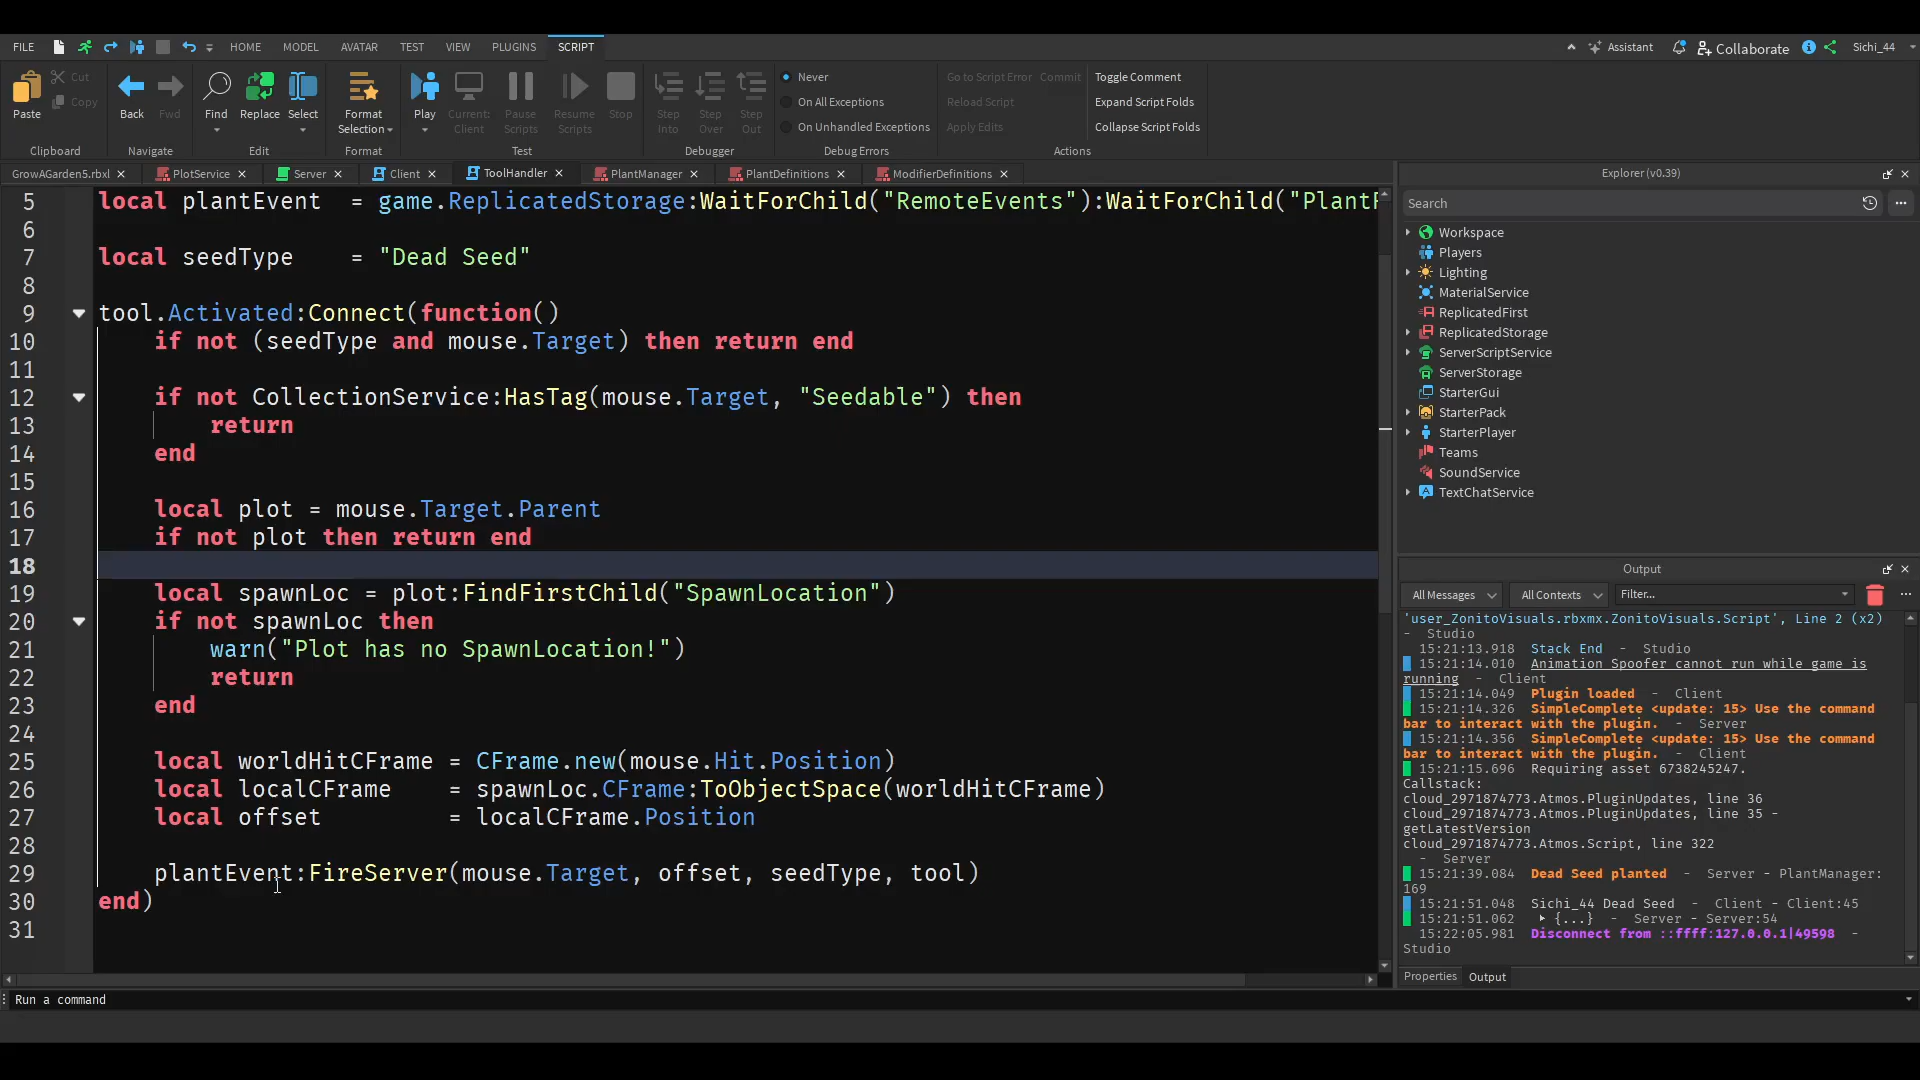 FILE HOME MODEL AVATAR TEST VIEW PLUGINS SCRIPT Assistant Collaborate Sichi_44
Paste Cut Copy Back Fwd Find Replace Select Format Selection Play Current: Client Pause Scripts Resume Scripts Stop Step Into Step Over Step Out
Never
On All Exceptions
On Unhandled Exceptions
Go to Script Error Commit
Reload Script
Apply Edits
Toggle Comment
Expand Script Folds
Collapse Script Folds
Clipboard Navigate Edit Format Test Debugger Debug Errors Actions
GrowAGarden5.rbxl PlotService Server Client ToolHandler PlantManager PlantDefinitions ModifierDefinitions
5 local plantEvent  = game.ReplicatedStorage:WaitForChild("RemoteEvents"):WaitForChild("Plant
6
7 local seedType    = "Dead Seed"
8
9 tool.Activated:Connect(function()
10     if not (seedType and mouse.Target) then return end
11
12     if not CollectionService:HasTag(mouse.Target, "Seedable") then
13         return
14     end
15
16     local plot = mouse.Target.Parent
17     if not plot then return end
18
19     local spawnLoc = plot:FindFirstChild("SpawnLocation")
20     if not spawnLoc then
21         warn("Plot has no SpawnLocation!")
22         return
23     end
24
25     local worldHitCFrame = CFrame.new(mouse.Hit.Position)
26     local localCFrame    = spawnLoc.CFrame:ToObjectSpace(worldHitCFrame)
27     local offset         = localCFrame.Position
28
29     plantEvent:FireServer(mouse.Target, offset, seedType, tool)
30 end)
31
Run a command
Explorer (v0.39)
Search
Workspace
Players
Lighting
MaterialService
ReplicatedFirst
ReplicatedStorage
ServerScriptService
ServerStorage
StarterGui
StarterPack
StarterPlayer
Teams
SoundService
TextChatService
Output
All Messages All Contexts Filter...
'user_ZonitoVisuals.rbxmx.ZonitoVisuals.Script', Line 2 (x2)
- Studio
15:21:13.918 Stack End - Studio
15:21:14.010 Animation Spoofer cannot run while game is
running - Client
15:21:14.049 Plugin loaded - Client
15:21:14.326 SimpleComplete <update: 15> Use the command
bar to interact with the plugin. - Server
15:21:14.356 SimpleComplete <update: 15> Use the command
bar to interact with the plugin. - Client
15:21:15.696 Requiring asset 6738245247.
Callstack:
cloud_2971874773.Atmos.PluginUpdates, line 36
cloud_2971874773.Atmos.PluginUpdates, line 35 -
getLatestVersion
cloud_2971874773.Atmos.Script, line 322
- Server
15:21:39.084 Dead Seed planted - Server - PlantManager:
169
15:21:51.048 Sichi_44 Dead Seed - Client - Client:45
15:21:51.062 {...} - Server - Server:54
15:22:05.981 Disconnect from ::ffff:127.0.0.1|49598 -
Studio
Properties Output